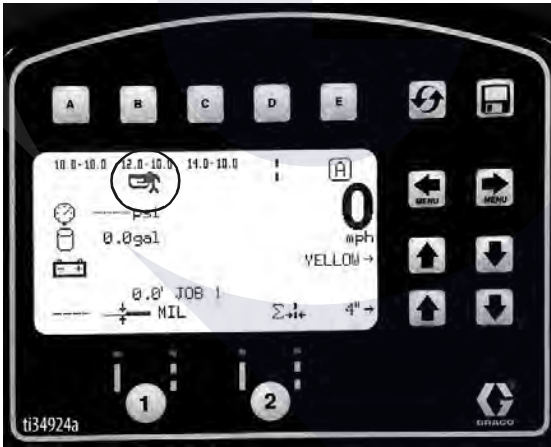 A B C D E
10.0-10.0 12.0-10.0 14.0-10.0 A
-----psi
0
0.0gal
mph
MENU MENU
YELLOW→
0.0' JOB 1
---- MIL Σ 4"→
1 2
ti34924a
GRACO